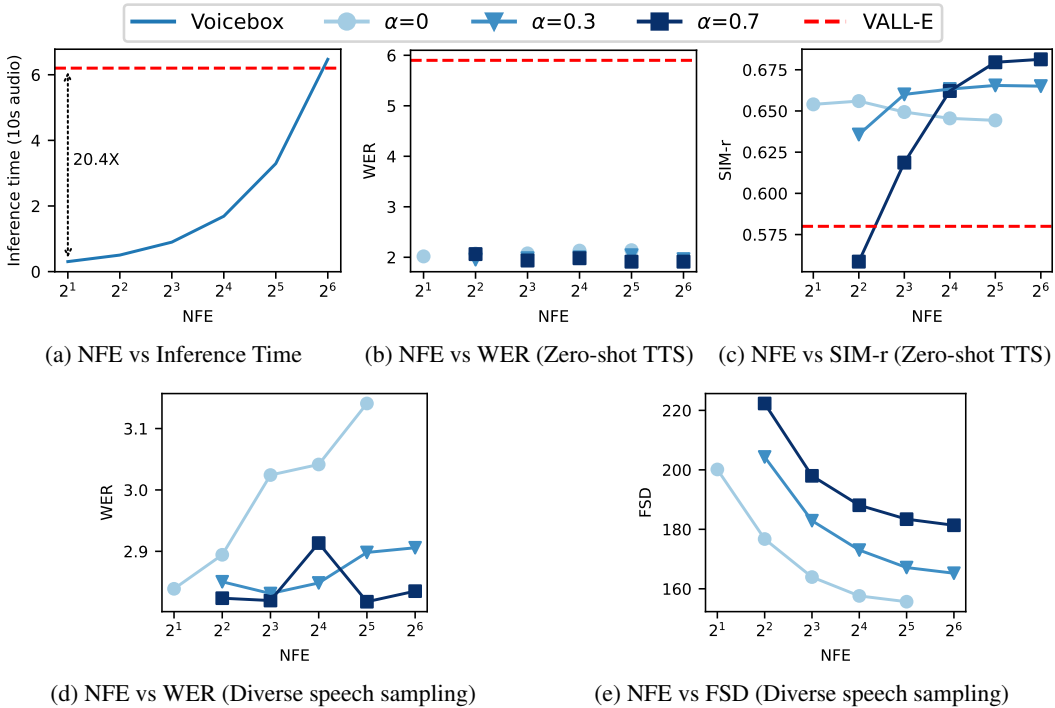 Voicebox α=0 α=0.3 α=0.7 VALL-E
Inference time (10s audio)
6
4
2
0
20.4X
2¹ 2² 2³ 2⁴ 2⁵ 2⁶
NFE
(a) NFE vs Inference Time
WER
6
5
4
3
2
2¹ 2² 2³ 2⁴ 2⁵ 2⁶
NFE
(b) NFE vs WER (Zero-shot TTS)
SIM-r
0.675
0.650
0.625
0.600
0.575
2¹ 2² 2³ 2⁴ 2⁵ 2⁶
NFE
(c) NFE vs SIM-r (Zero-shot TTS)
WER
3.1
3.0
2.9
2¹ 2² 2³ 2⁴ 2⁵ 2⁶
NFE
(d) NFE vs WER (Diverse speech sampling)
FSD
220
200
180
160
2¹ 2² 2³ 2⁴ 2⁵ 2⁶
NFE
(e) NFE vs FSD (Diverse speech sampling)